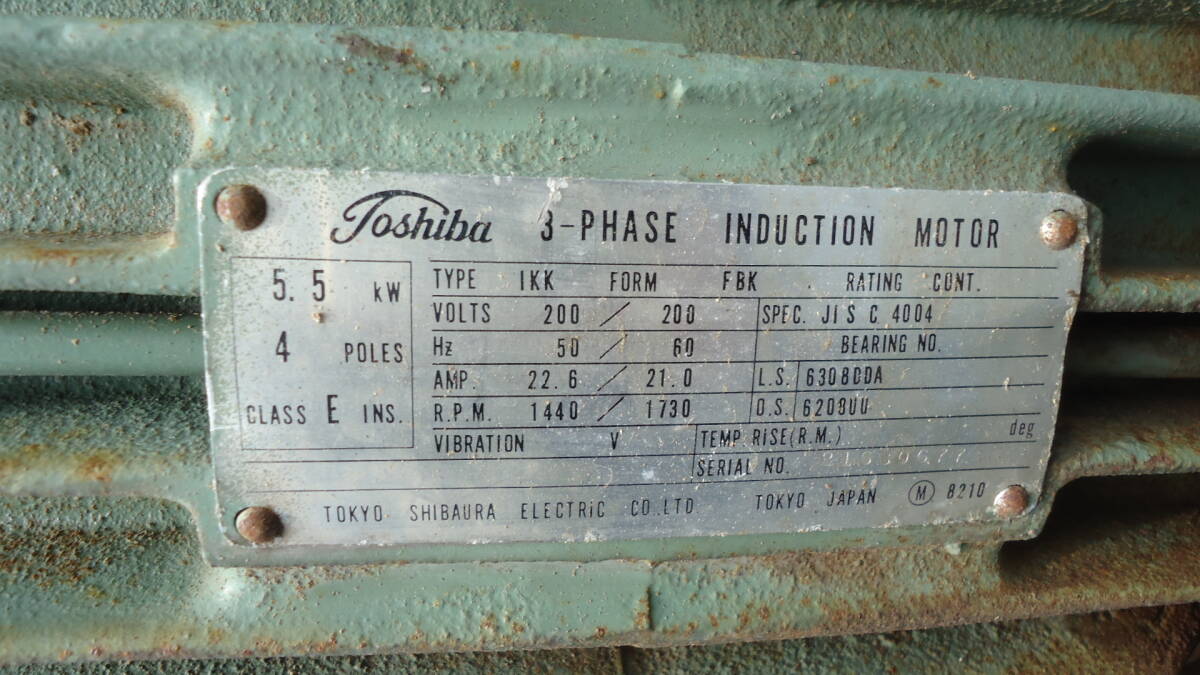 Toshiba 3-PHASE INDUCTION MOTOR
5.5 kW
4 POLES
CLASS E INS.
TYPE IKK FORM FBK RATING CONT.
VOLTS 200 / 200 SPEC. JIS C 4004
Hz 50 / 60 BEARING NO.
AMP. 22.6 / 21.0 L.S. 6308DDA
R.P.M. 1440 / 1730 O.S. 6208UU
VIBRATION V TEMP. RISE(R.M.) deg
SERIAL NO.
TOKYO SHIBAURA ELECTRIC CO.,LTD TOKYO JAPAN M 8210